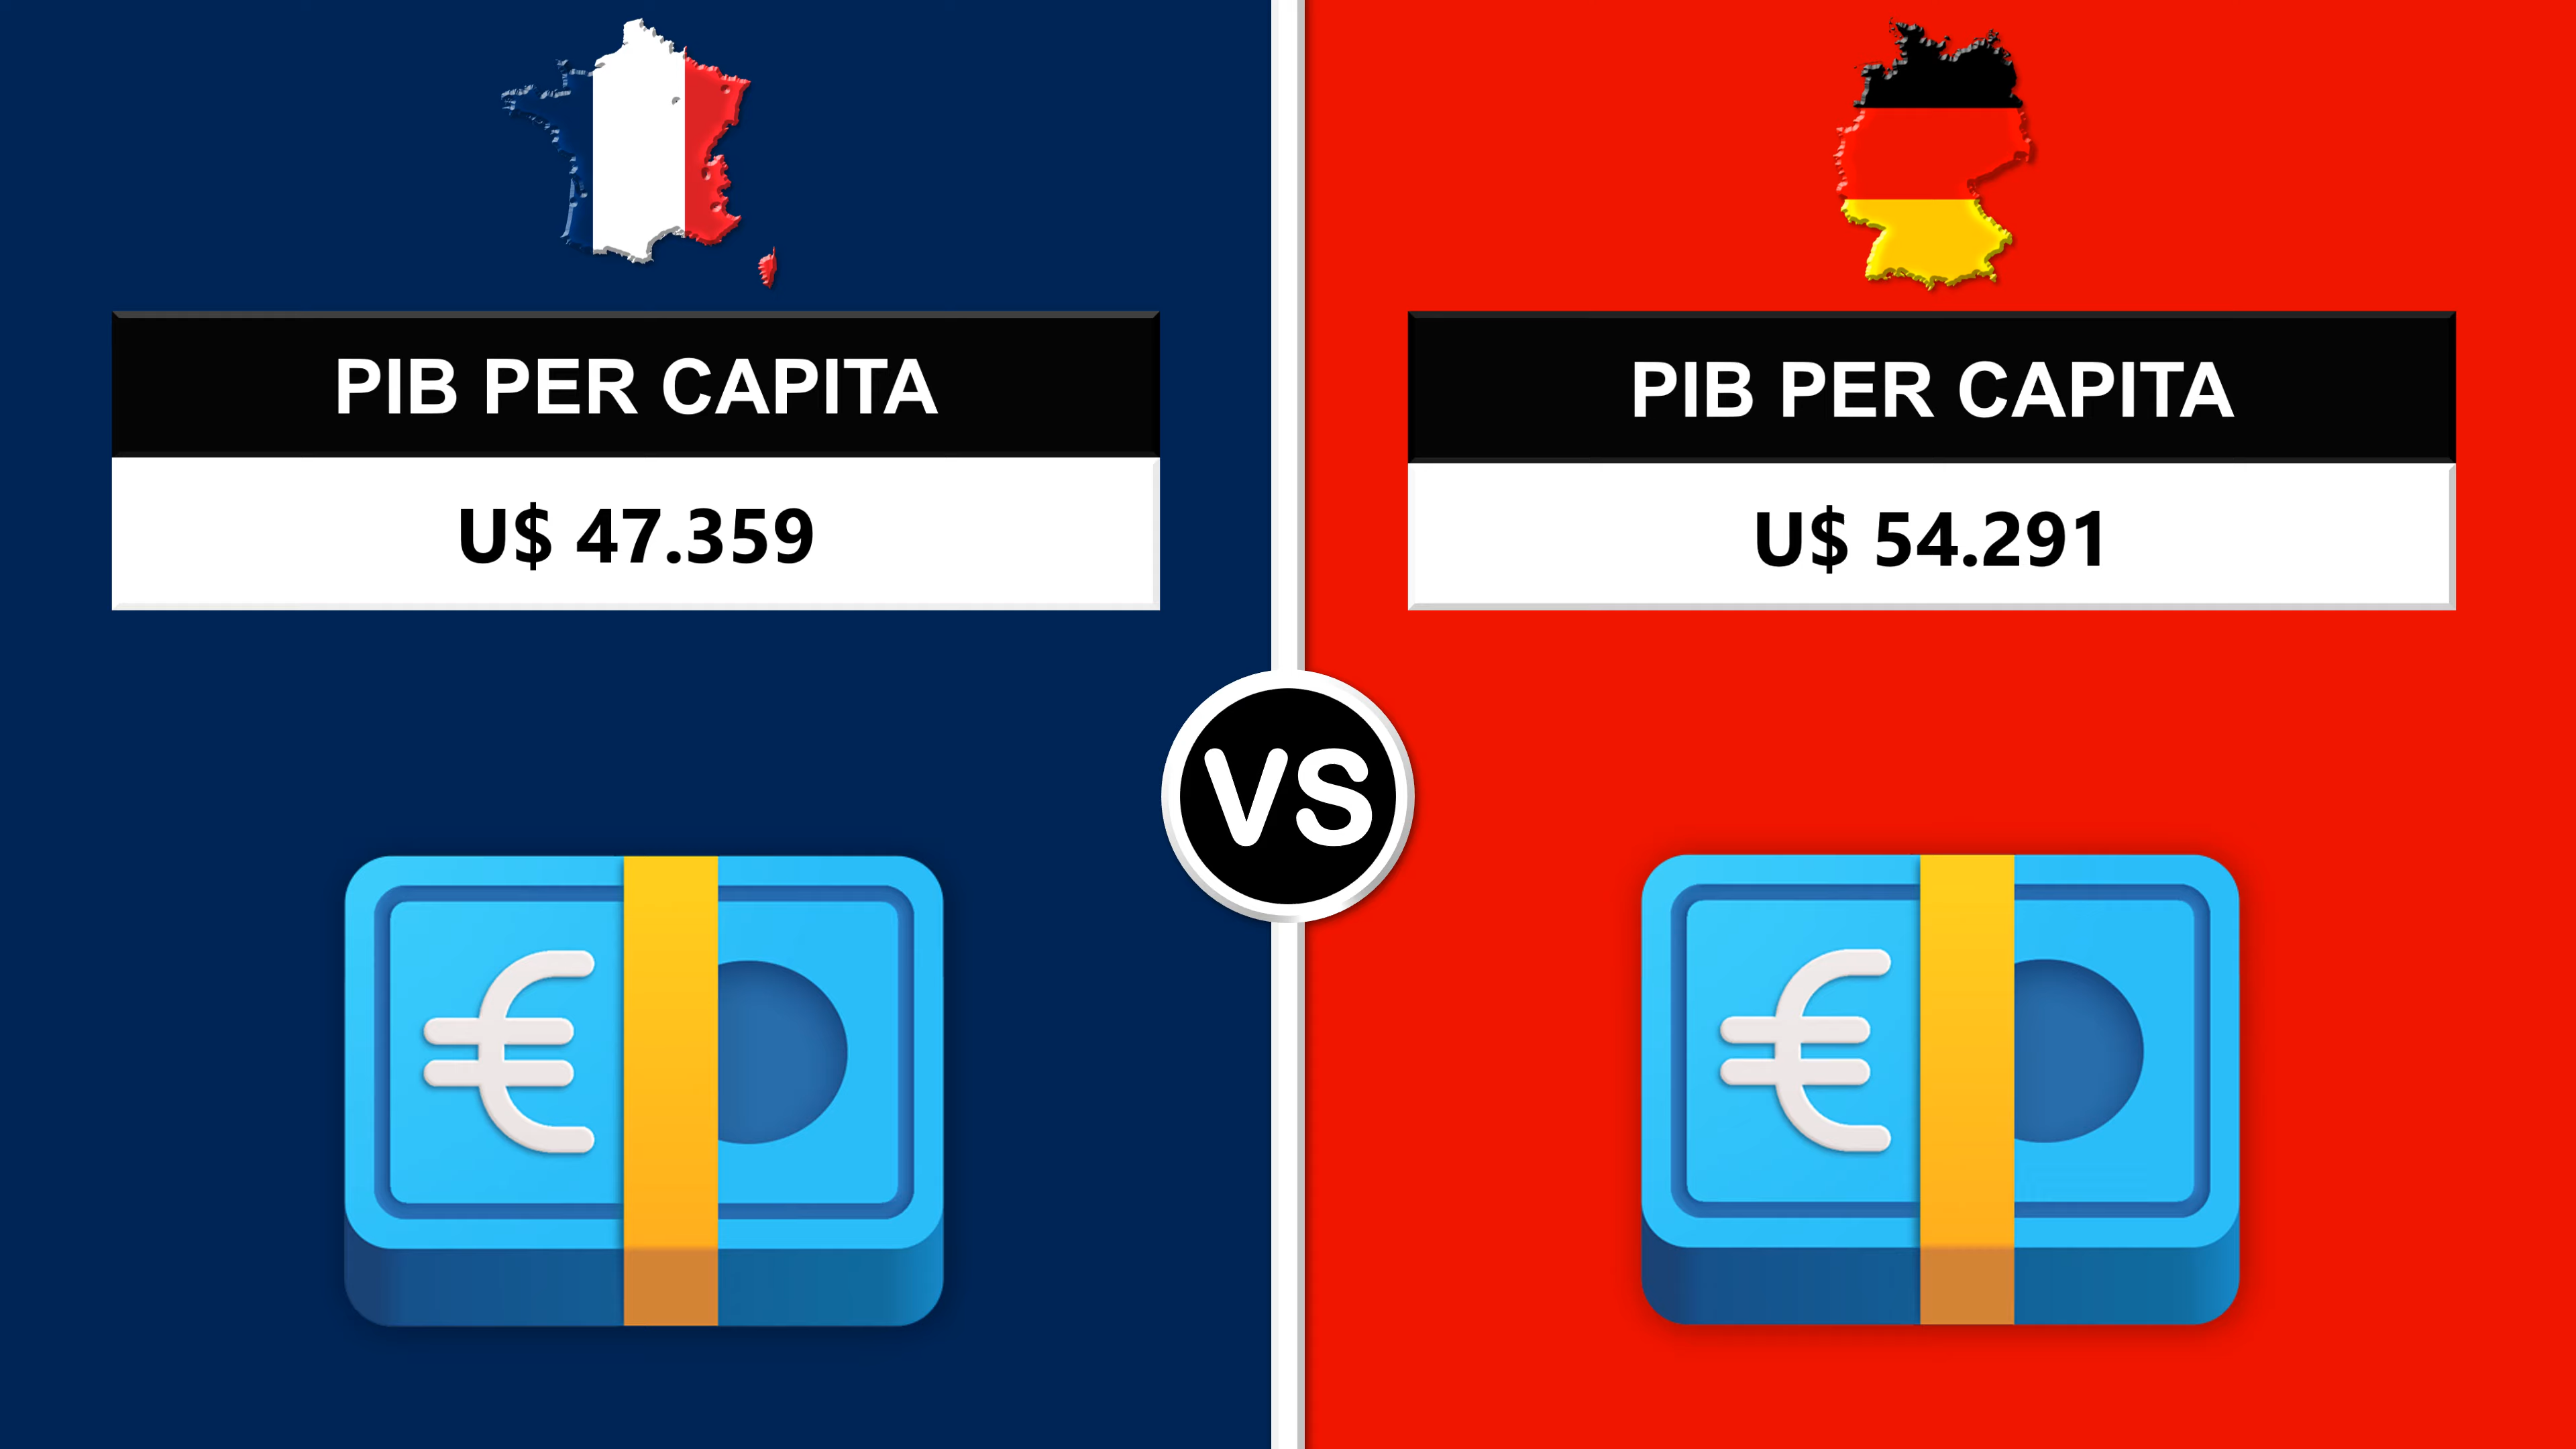 PIB PER CAPITA
U$ 47.359
PIB PER CAPITA
U$ 54.291
VS
€
€